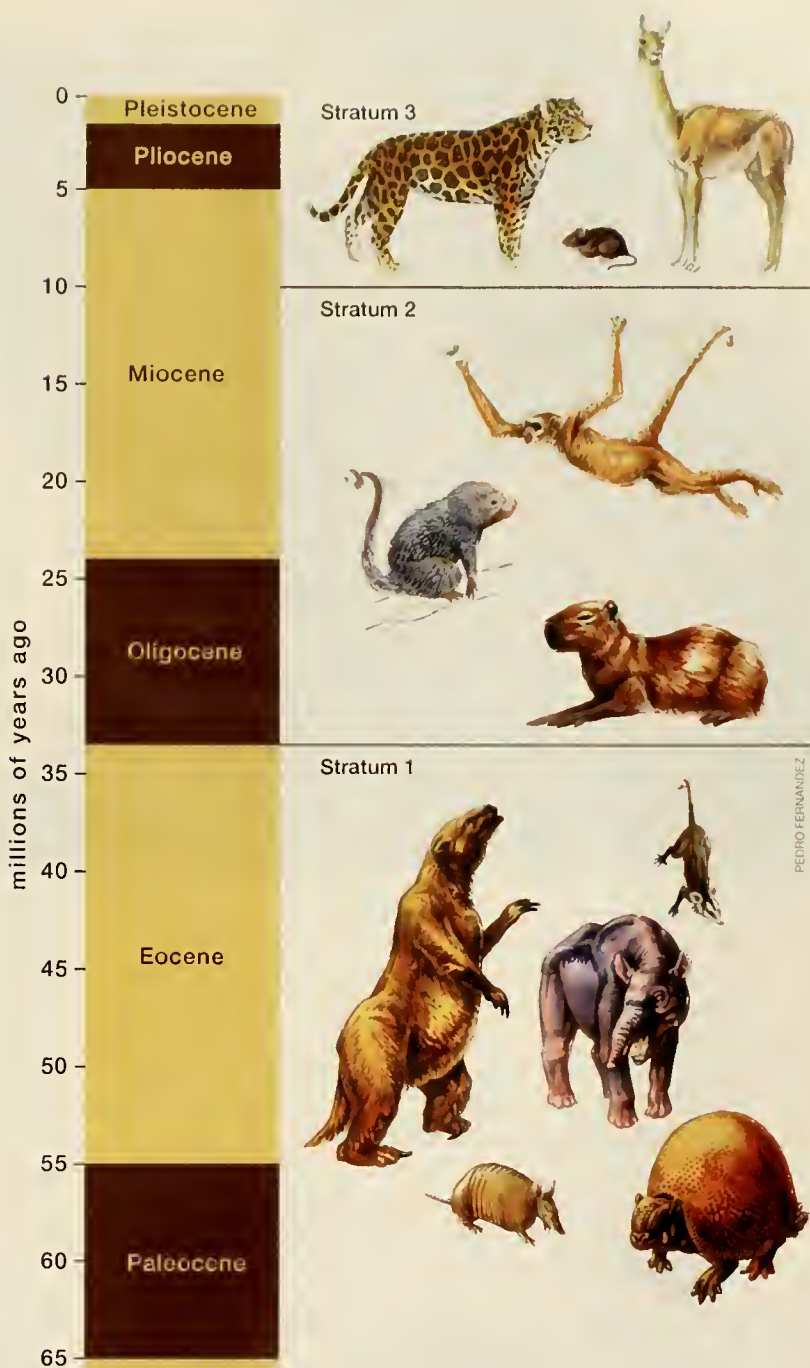 0
Pleistocene
Stratum 3
Pliocene
5
10
Stratum 2
Miocene
15
20
25
Oligocene
30
millions of years ago
35
Stratum 1
PEDRO FERNANDEZ
40
Eocene
45
50
55
60
Paleocene
65